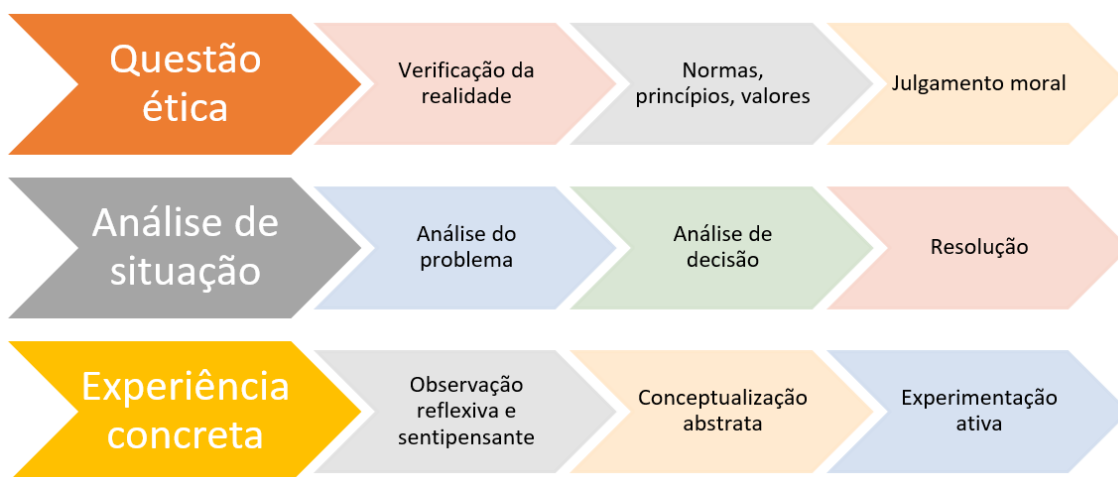 Questão
ética
Verificação da
realidade
Normas,
princípios, valores
Julgamento moral
Análise de
situação
Análise do
problema
Análise de
decisão
Resolução
Experiência
concreta
Observação
reflexiva e
sentipensante
Conceptualização
abstrata
Experimentação
ativa